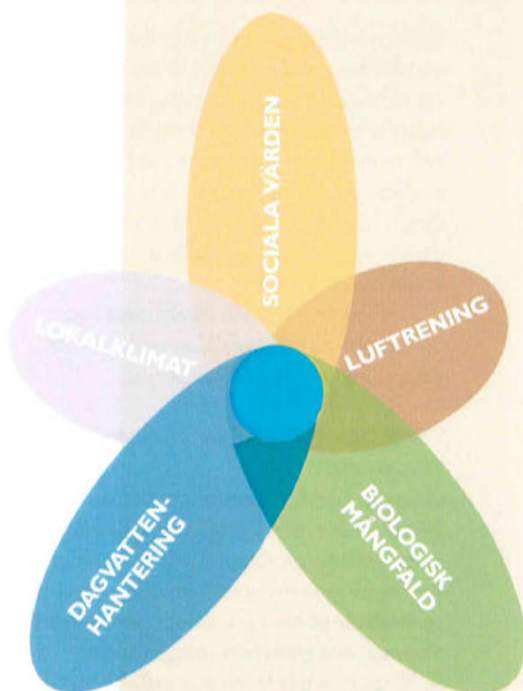 SOCIALA VÄRDEN
LOKALKLIMAT
LUFTRENING
DAGVATTEN-
HANTERING
BIOLOGISK
MÅNGFALD